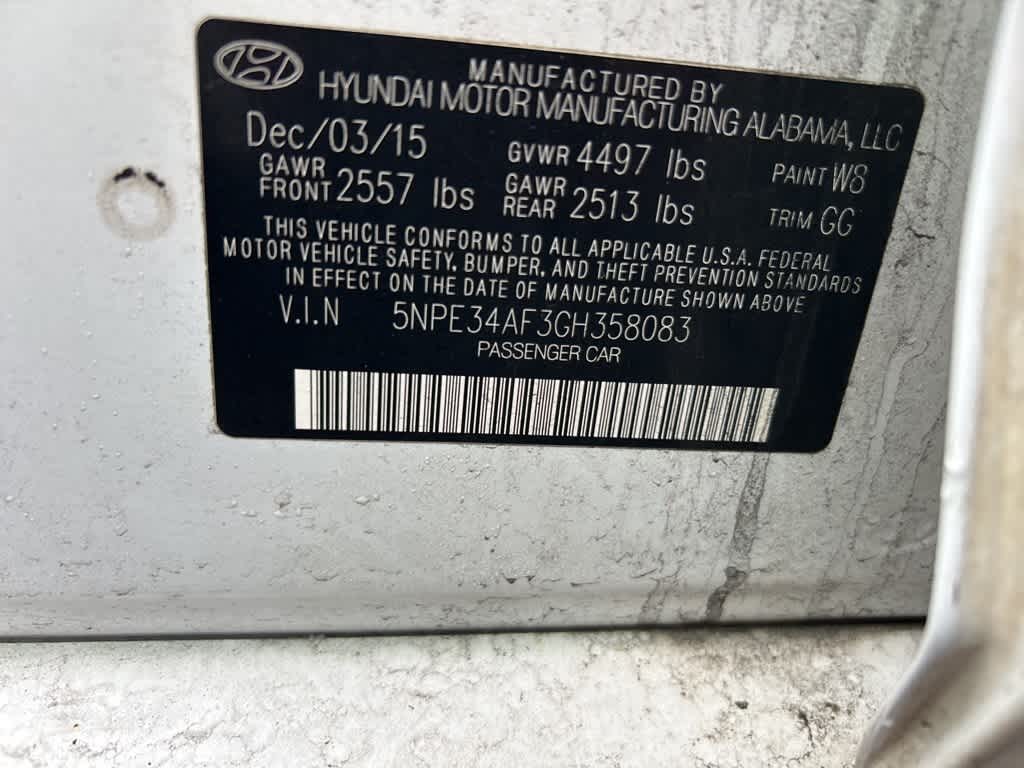 MANUFACTURED BY
HYUNDAI MOTOR MANUFACTURING ALABAMA, LLC
Dec/03/15 GVWR 4497 lbs PAINT W8
GAWR FRONT 2557 lbs GAWR REAR 2513 lbs TRIM GG
THIS VEHICLE CONFORMS TO ALL APPLICABLE U.S.A. FEDERAL
MOTOR VEHICLE SAFETY, BUMPER, AND THEFT PREVENTION STANDARDS
IN EFFECT ON THE DATE OF MANUFACTURE SHOWN ABOVE
V.I.N 5NPE34AF3GH358083
PASSENGER CAR